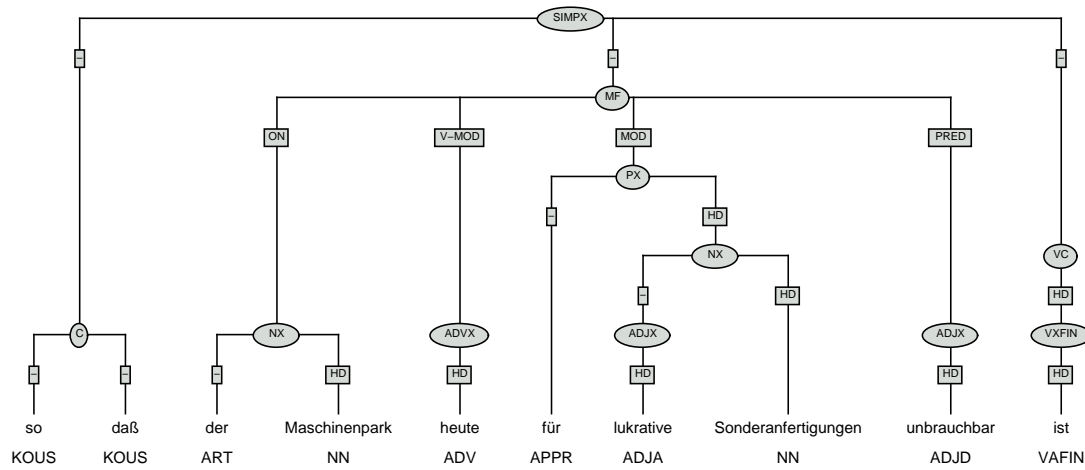 SIMPX
– – –
MF
ON V–MOD MOD PRED
PX
– HD
NX VC
– HD HD
C NX ADVX ADJX ADJX VXFIN
– – – HD HD HD HD HD
so daß der Maschinenpark heute für lukrative Sonderanfertigungen unbrauchbar ist
KOUS KOUS ART NN ADV APPR ADJA NN ADJD VAFIN